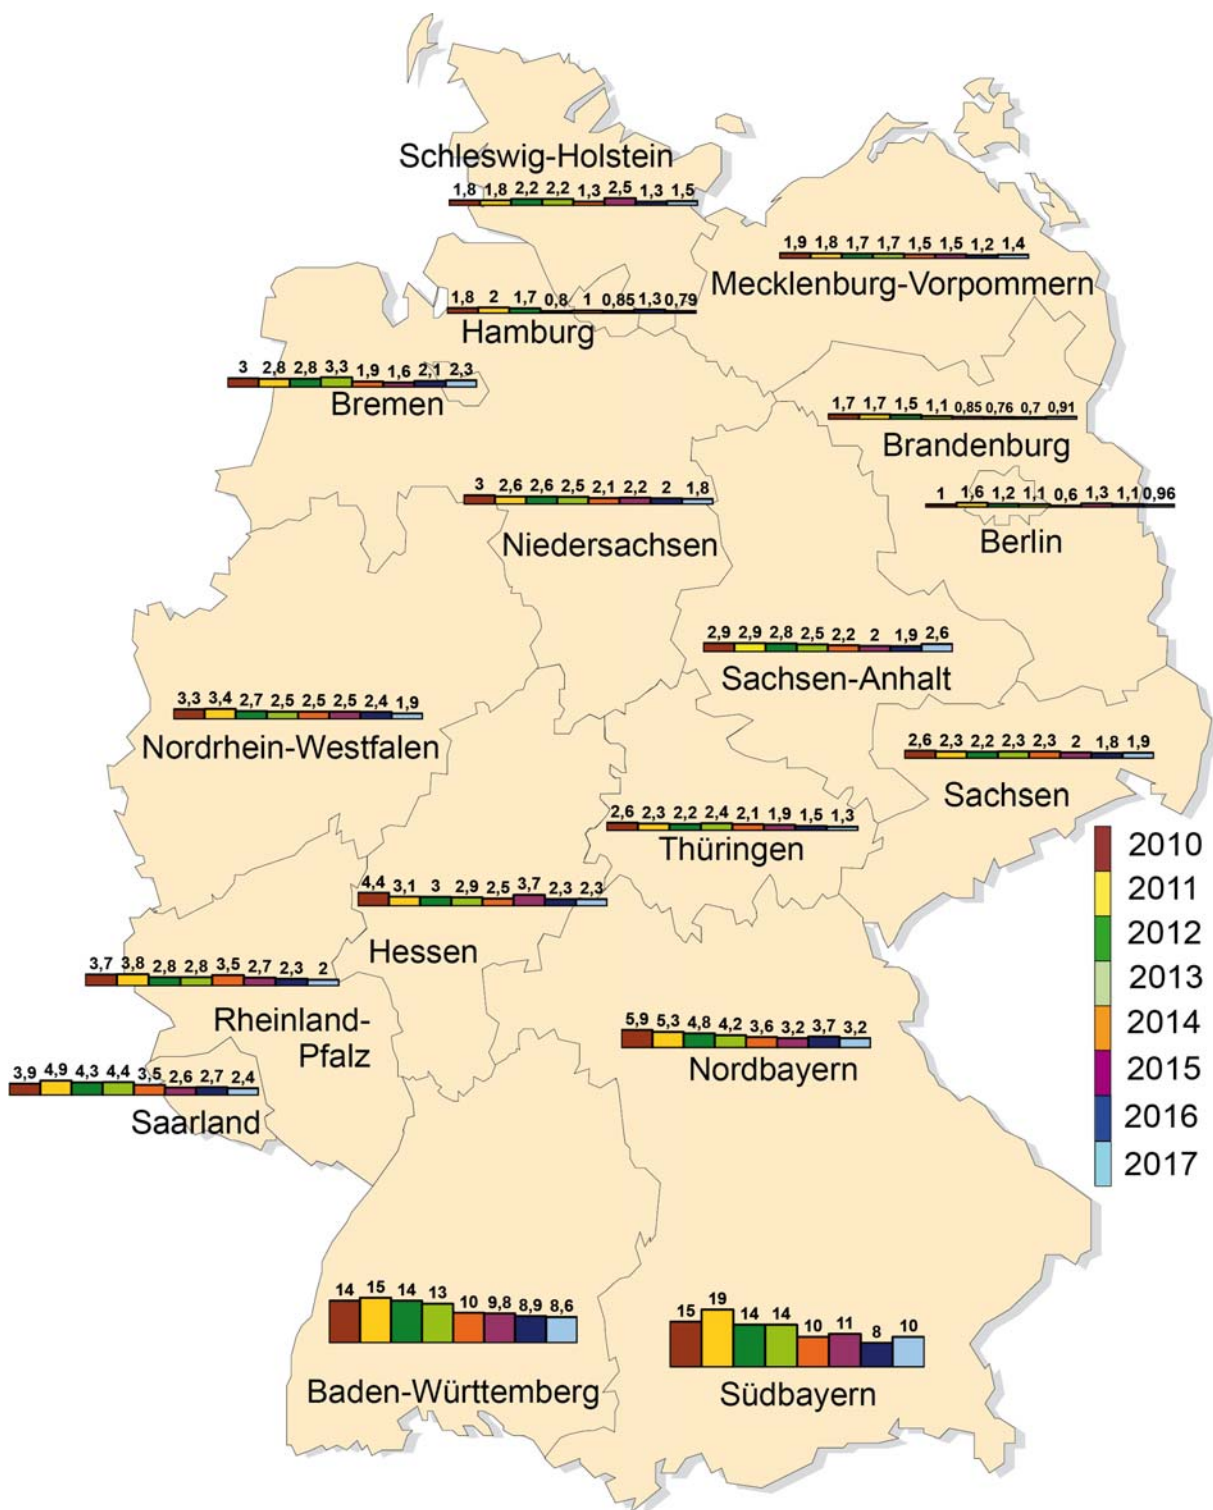 Schleswig-Holstein
1,8 1,8 2,2 2,2 1,3 2,5 1,3 1,5
1,9 1,8 1,7 1,7 1,5 1,5 1,2 1,4
Mecklenburg-Vorpommern
1,8 2 1,7 0,8 1 0,85 1,3 0,79
Hamburg
3 2,8 2,8 3,3 1,9 1,6 2,1 2,3
Bremen
1,7 1,7 1,5 1,1 0,85 0,76 0,7 0,91
Brandenburg
3 2,6 2,6 2,5 2,1 2,2 2 1,8
Niedersachsen
1 1,6 1,2 1,1 0,6 1,3 1,1 0,96
Berlin
2,9 2,9 2,8 2,5 2,2 2 1,9 2,6
Sachsen-Anhalt
3,3 3,4 2,7 2,5 2,5 2,5 2,4 1,9
Nordrhein-Westfalen
2,6 2,3 2,2 2,3 2,3 2 1,8 1,9
Sachsen
2,6 2,3 2,2 2,4 2,1 1,9 1,5 1,3
Thüringen
4,4 3,1 3 2,9 2,5 3,7 2,3 2,3
Hessen
3,7 3,8 2,8 2,8 3,5 2,7 2,3 2
Rheinland-
Pfalz
5,9 5,3 4,8 4,2 3,6 3,2 3,7 3,2
Nordbayern
3,9 4,9 4,3 4,4 3,5 2,6 2,7 2,4
Saarland
2010
2011
2012
2013
2014
2015
2016
2017
14 15 14 13 10 9,8 8,9 8,6
Baden-Württemberg
15 19 14 14 10 11 8 10
Südbayern